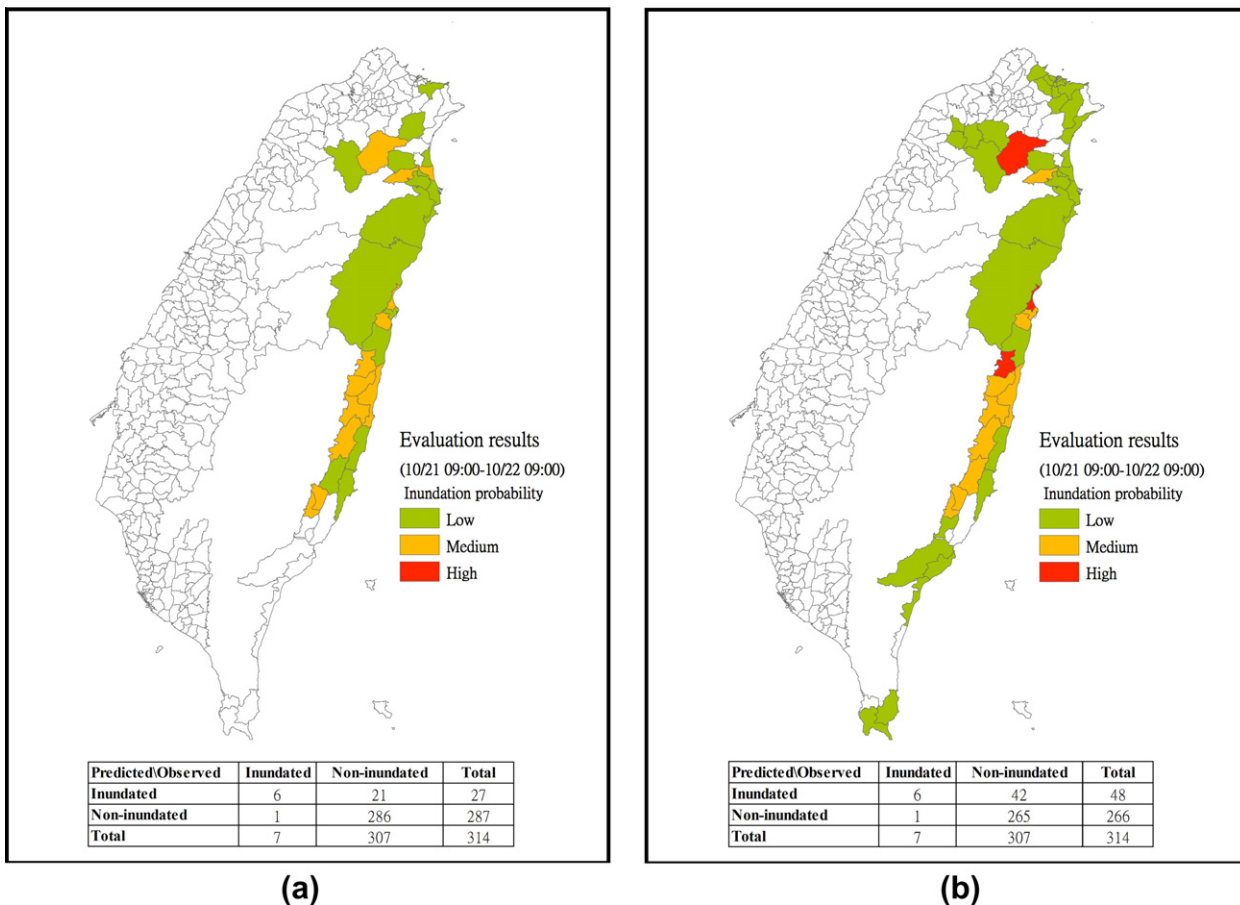 Evaluation results
(10/21 09:00-10/22 09:00)
Inundation probability
Low
Medium
High
Predicted\Observed Inundated Non-inundated Total
Inundated 6 21 27
Non-inundated 1 286 287
Total 7 307 314
(a)
Evaluation results
(10/21 09:00-10/22 09:00)
Inundation probability
Low
Medium
High
Predicted\Observed Inundated Non-inundated Total
Inundated 6 42 48
Non-inundated 1 265 266
Total 7 307 314
(b)